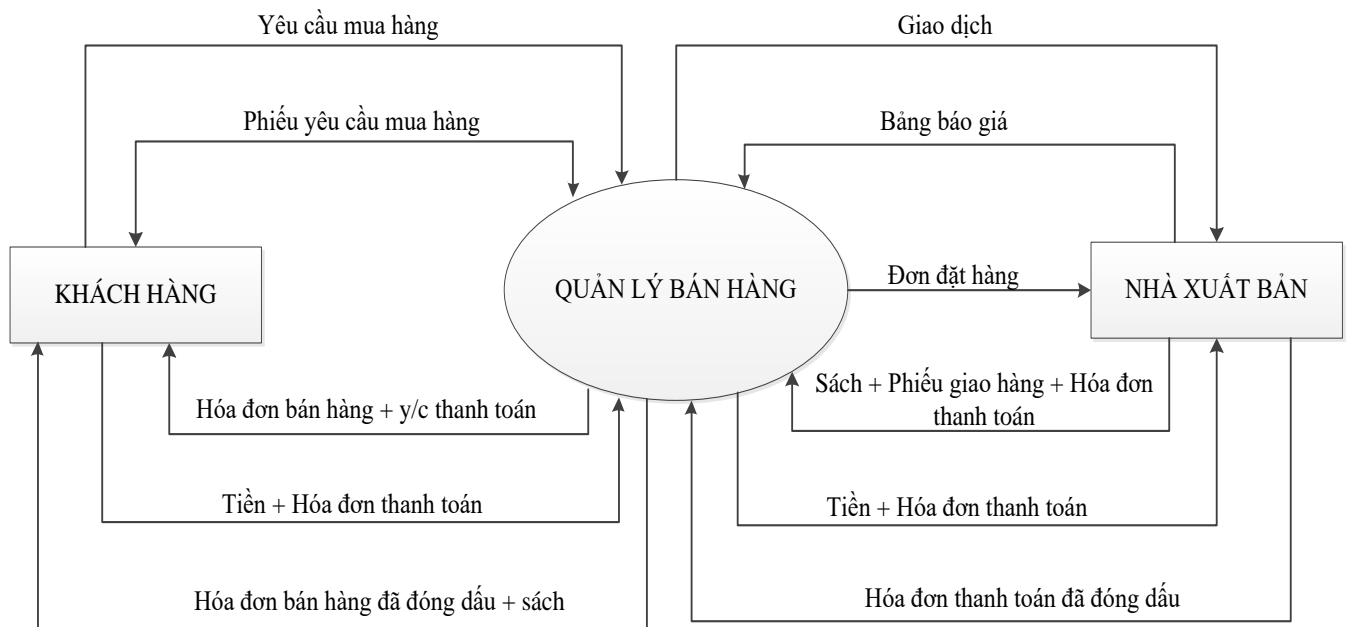 Yêu cầu mua hàng
Giao dịch
Phiếu yêu cầu mua hàng
Bảng báo giá
KHÁCH HÀNG
QUẢN LÝ BÁN HÀNG
Đơn đặt hàng
NHÀ XUẤT BẢN
Hóa đơn bán hàng + y/c thanh toán
Sách + Phiếu giao hàng + Hóa đơn
thanh toán
Tiền + Hóa đơn thanh toán
Tiền + Hóa đơn thanh toán
Hóa đơn bán hàng đã đóng dấu + sách
Hóa đơn thanh toán đã đóng dấu